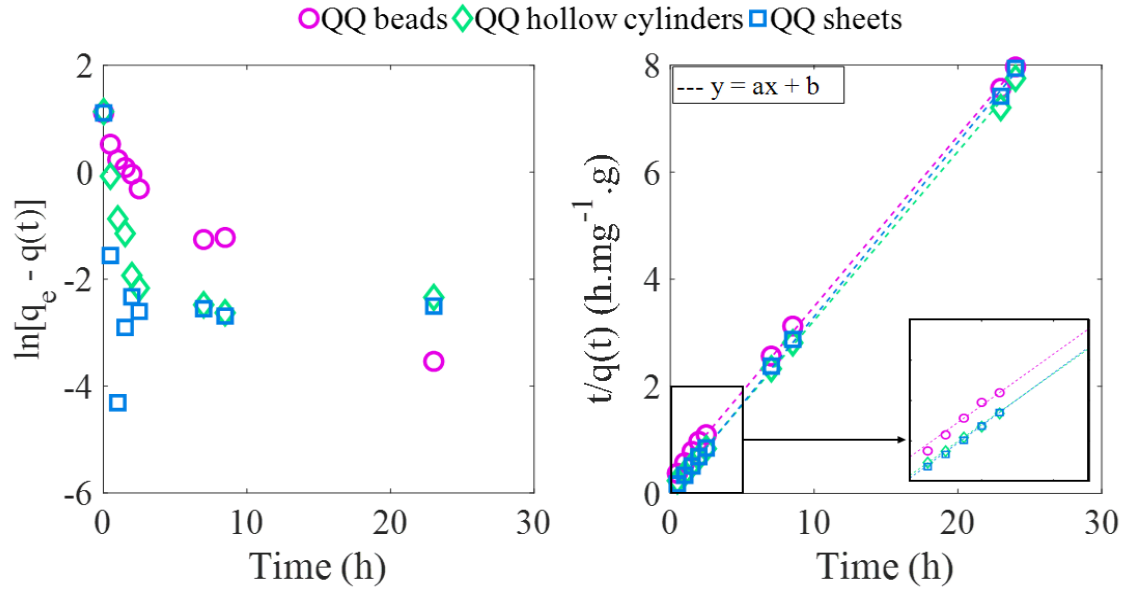 QQ beads QQ hollow cylinders QQ sheets
2
0
-2
-4
-6
0 10 20 30
ln[q_e - q(t)]
Time (h)
8
6
4
2
0
0 10 20 30
--- y = ax + b
t/q(t) (h.mg^-1 .g)
Time (h)